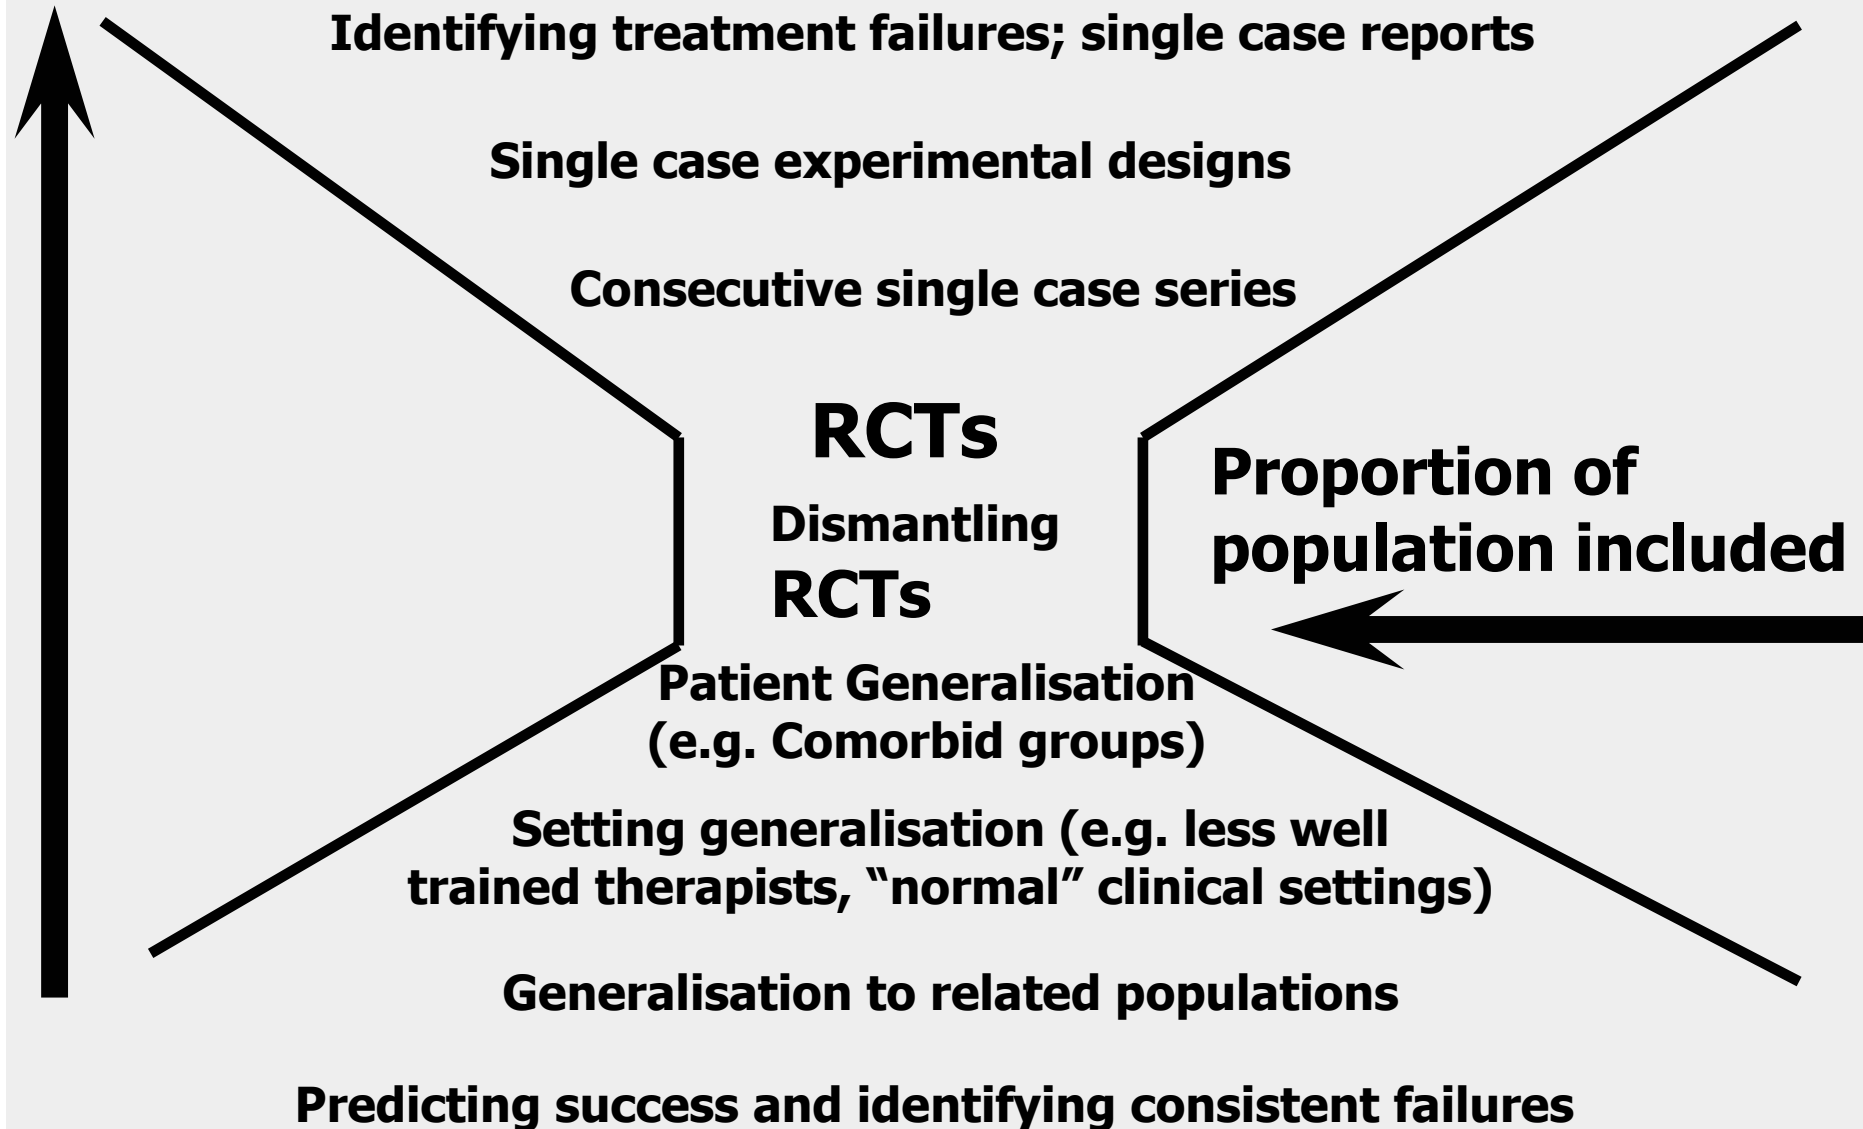 Identifying treatment failures; single case reports
Single case experimental designs
Consecutive single case series
RCTs
Dismantling
RCTs
Proportion of
population included
Patient Generalisation
(e.g. Comorbid groups)
Setting generalisation (e.g. less well
trained therapists, “normal” clinical settings)
Generalisation to related populations
Predicting success and identifying consistent failures